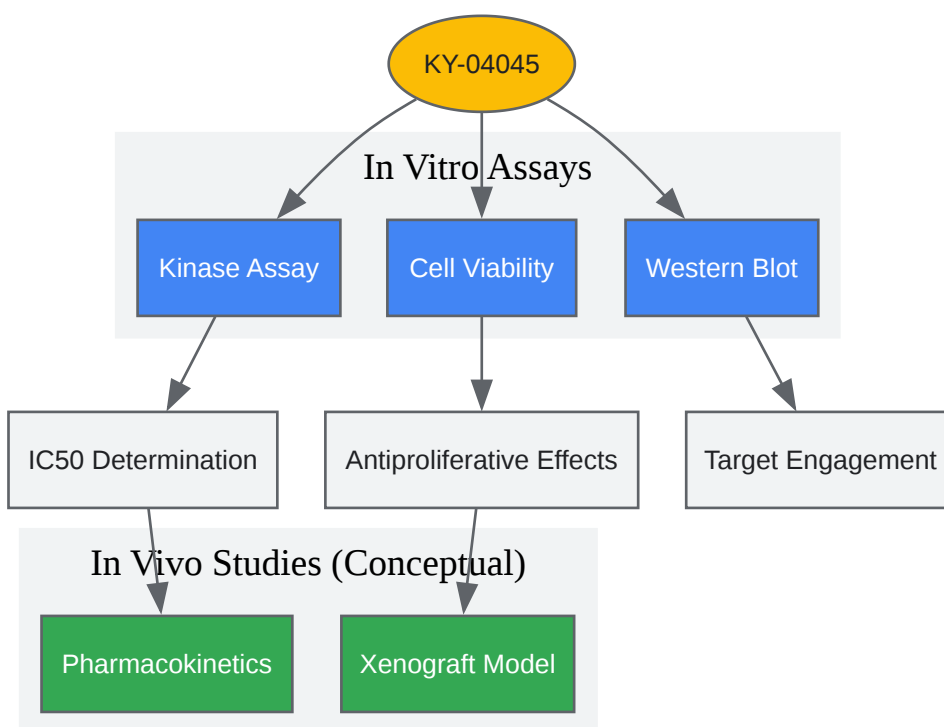 KY-04045
In Vitro Assays
Kinase Assay
Cell Viability
Western Blot
IC50 Determination
Antiproliferative Effects
Target Engagement
In Vivo Studies (Conceptual)
Pharmacokinetics
Xenograft Model